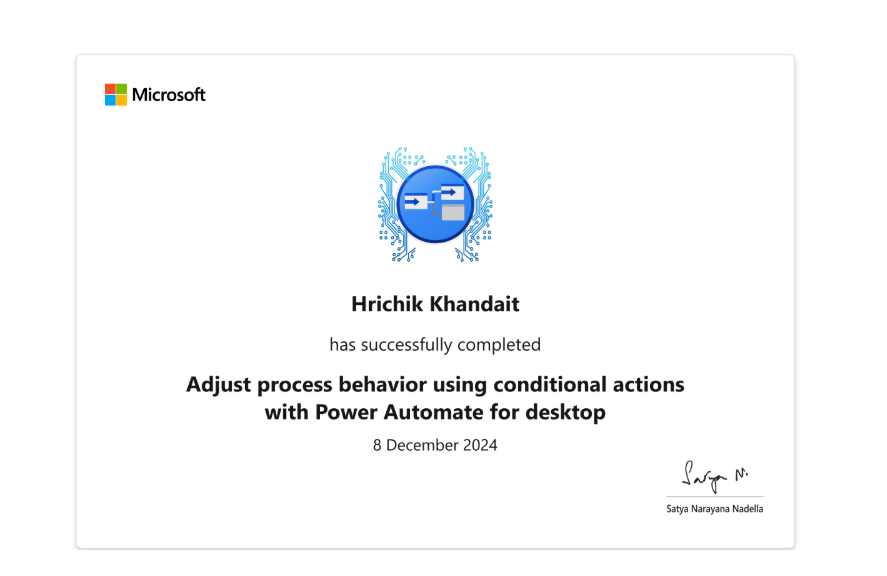 Microsoft
Hrichik Khandait
has successfully completed
Adjust process behavior using conditional actions
with Power Automate for desktop
8 December 2024
Satya N.
Satya Narayana Nadella